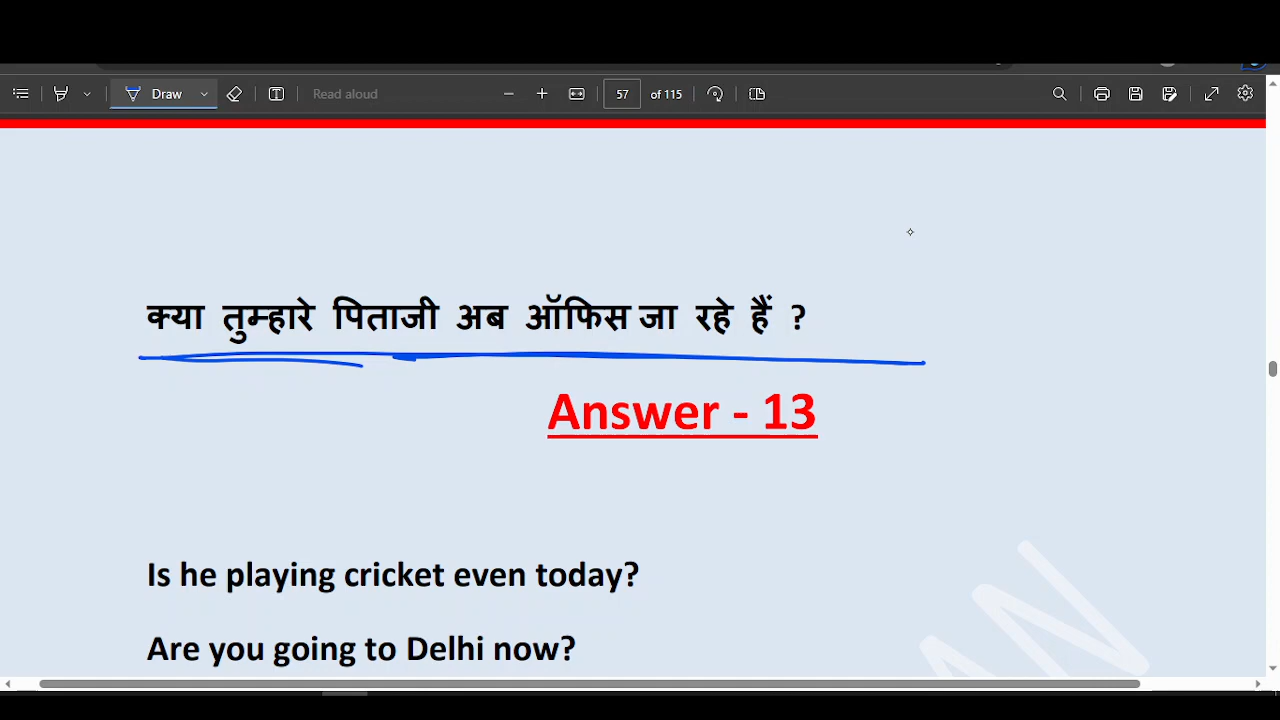 Draw
Read aloud
57 of 115
क्या तुम्हारे पिताजी अब ऑफिस जा रहे हैं ?
Answer - 13
Is he playing cricket even today?
Are you going to Delhi now?